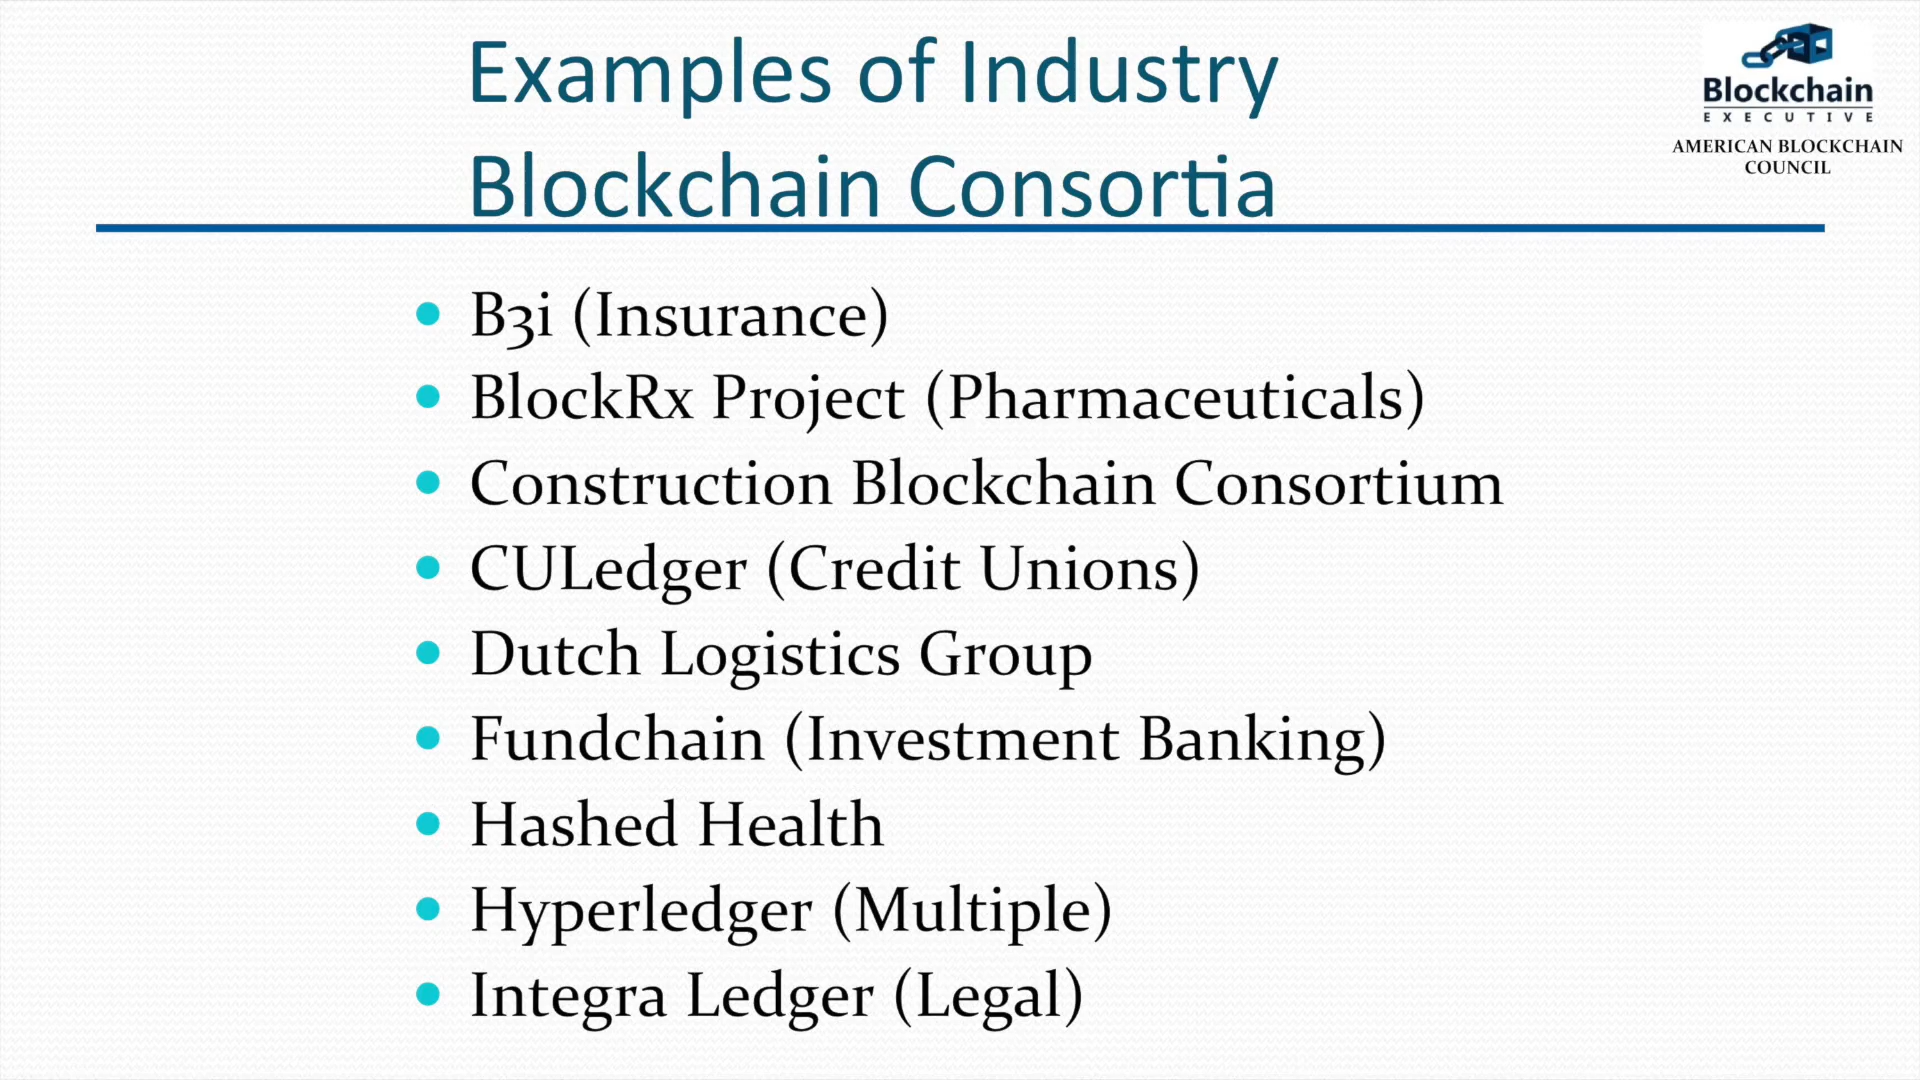 Examples of Industry
Blockchain Consortia
Blockchain
EXECUTIVE
AMERICAN BLOCKCHAIN
COUNCIL
• B3i (Insurance)
• BlockRx Project (Pharmaceuticals)
• Construction Blockchain Consortium
• CULedger (Credit Unions)
• Dutch Logistics Group
• Fundchain (Investment Banking)
• Hashed Health
• Hyperledger (Multiple)
• Integra Ledger (Legal)